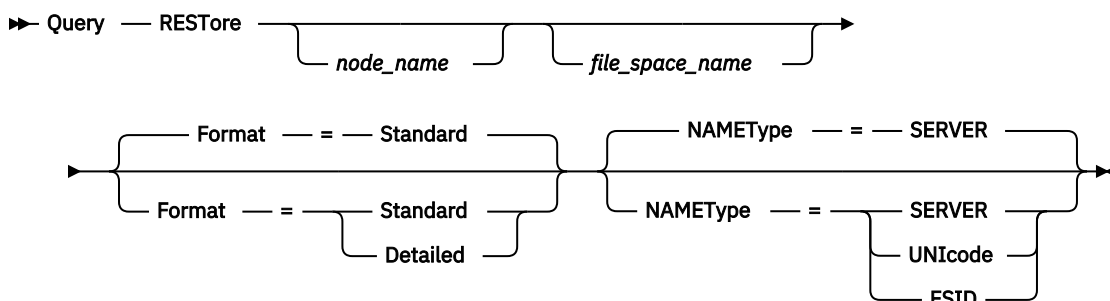 Query RESTore
node_name file_space_name
Format = Standard NAMEType = SERVER
Format = Standard NAMEType = SERVER
Detailed UNIcode
FSID